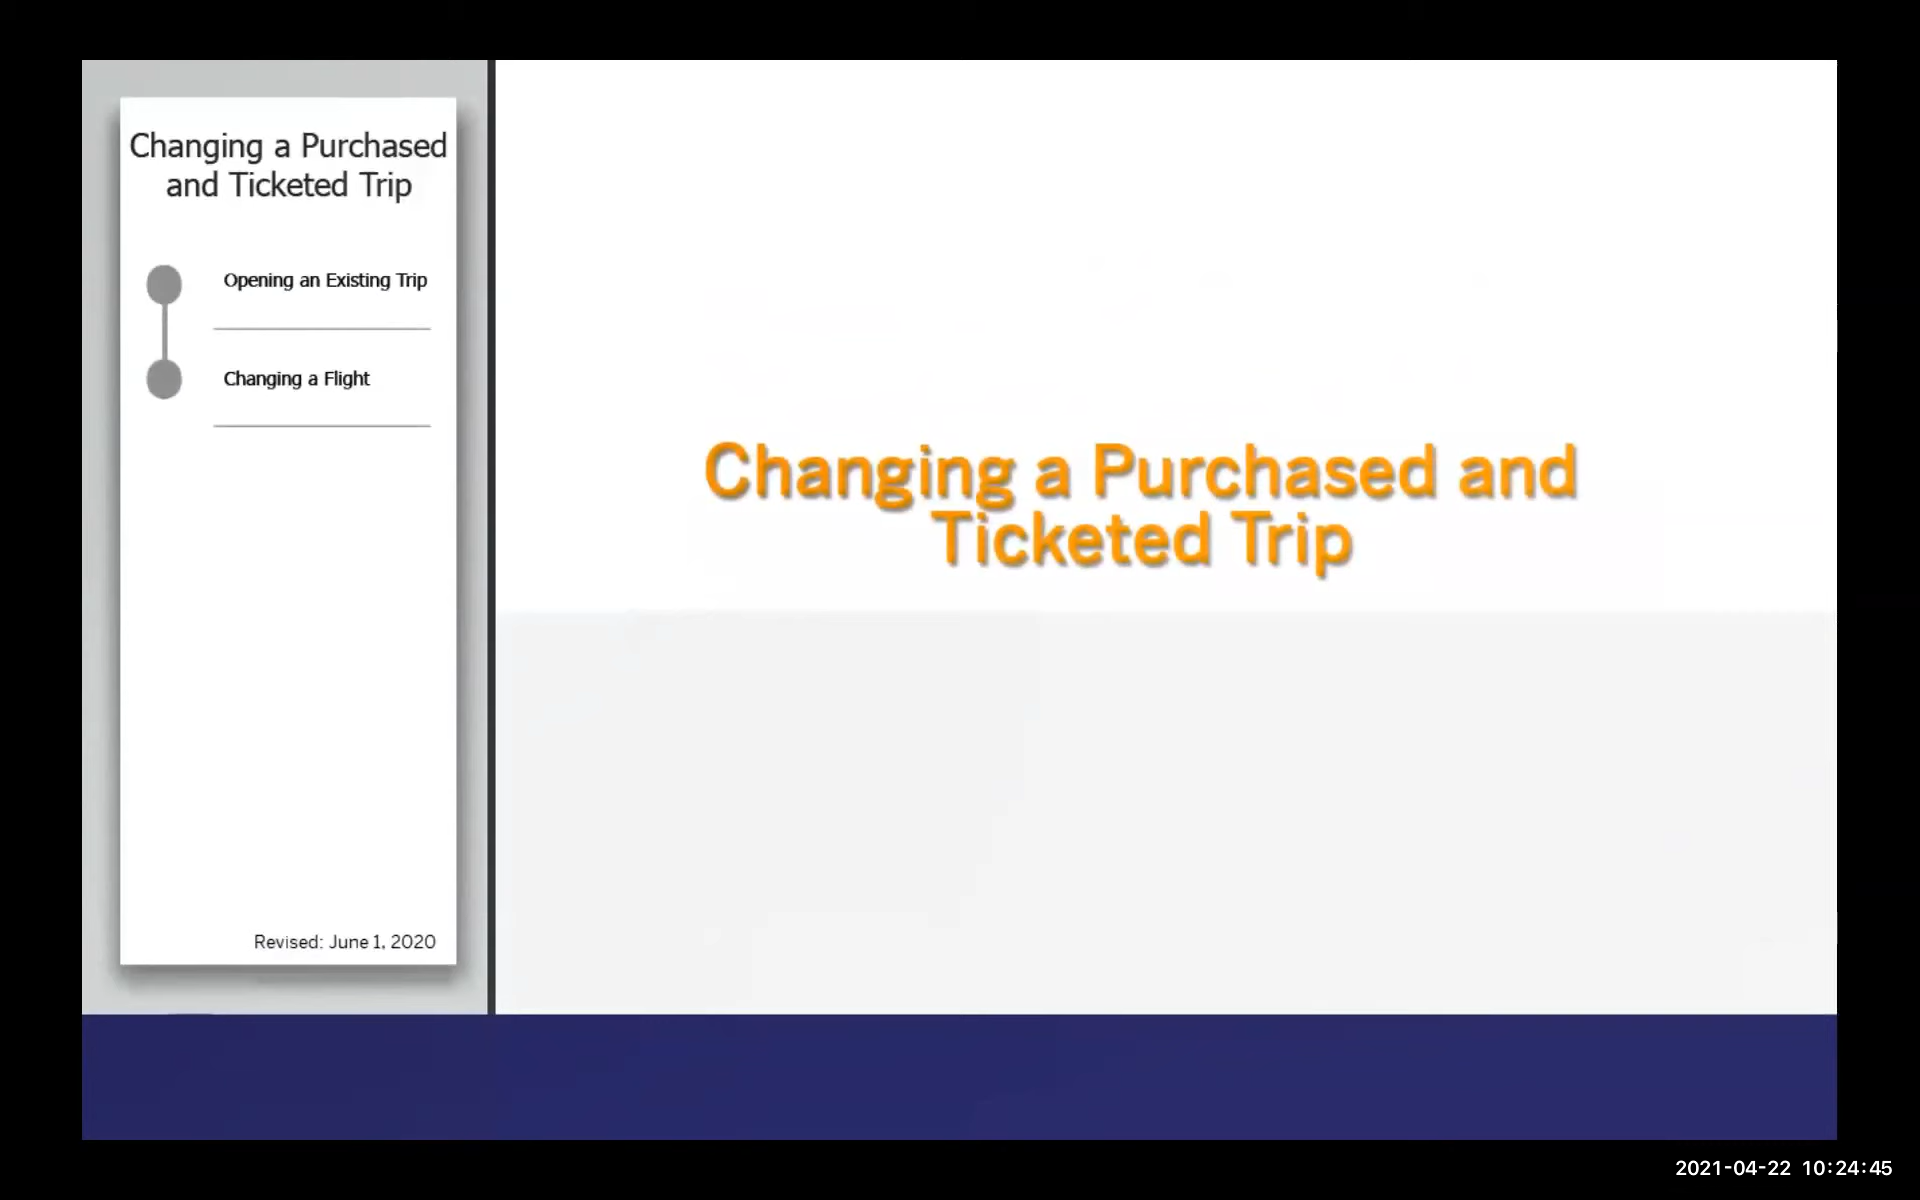 Changing a Purchased
and Ticketed Trip
Opening an Existing Trip
Changing a Flight
Revised: June 1, 2020
Changing a Purchased and
Ticketed Trip
2021-04-22 10:24:45